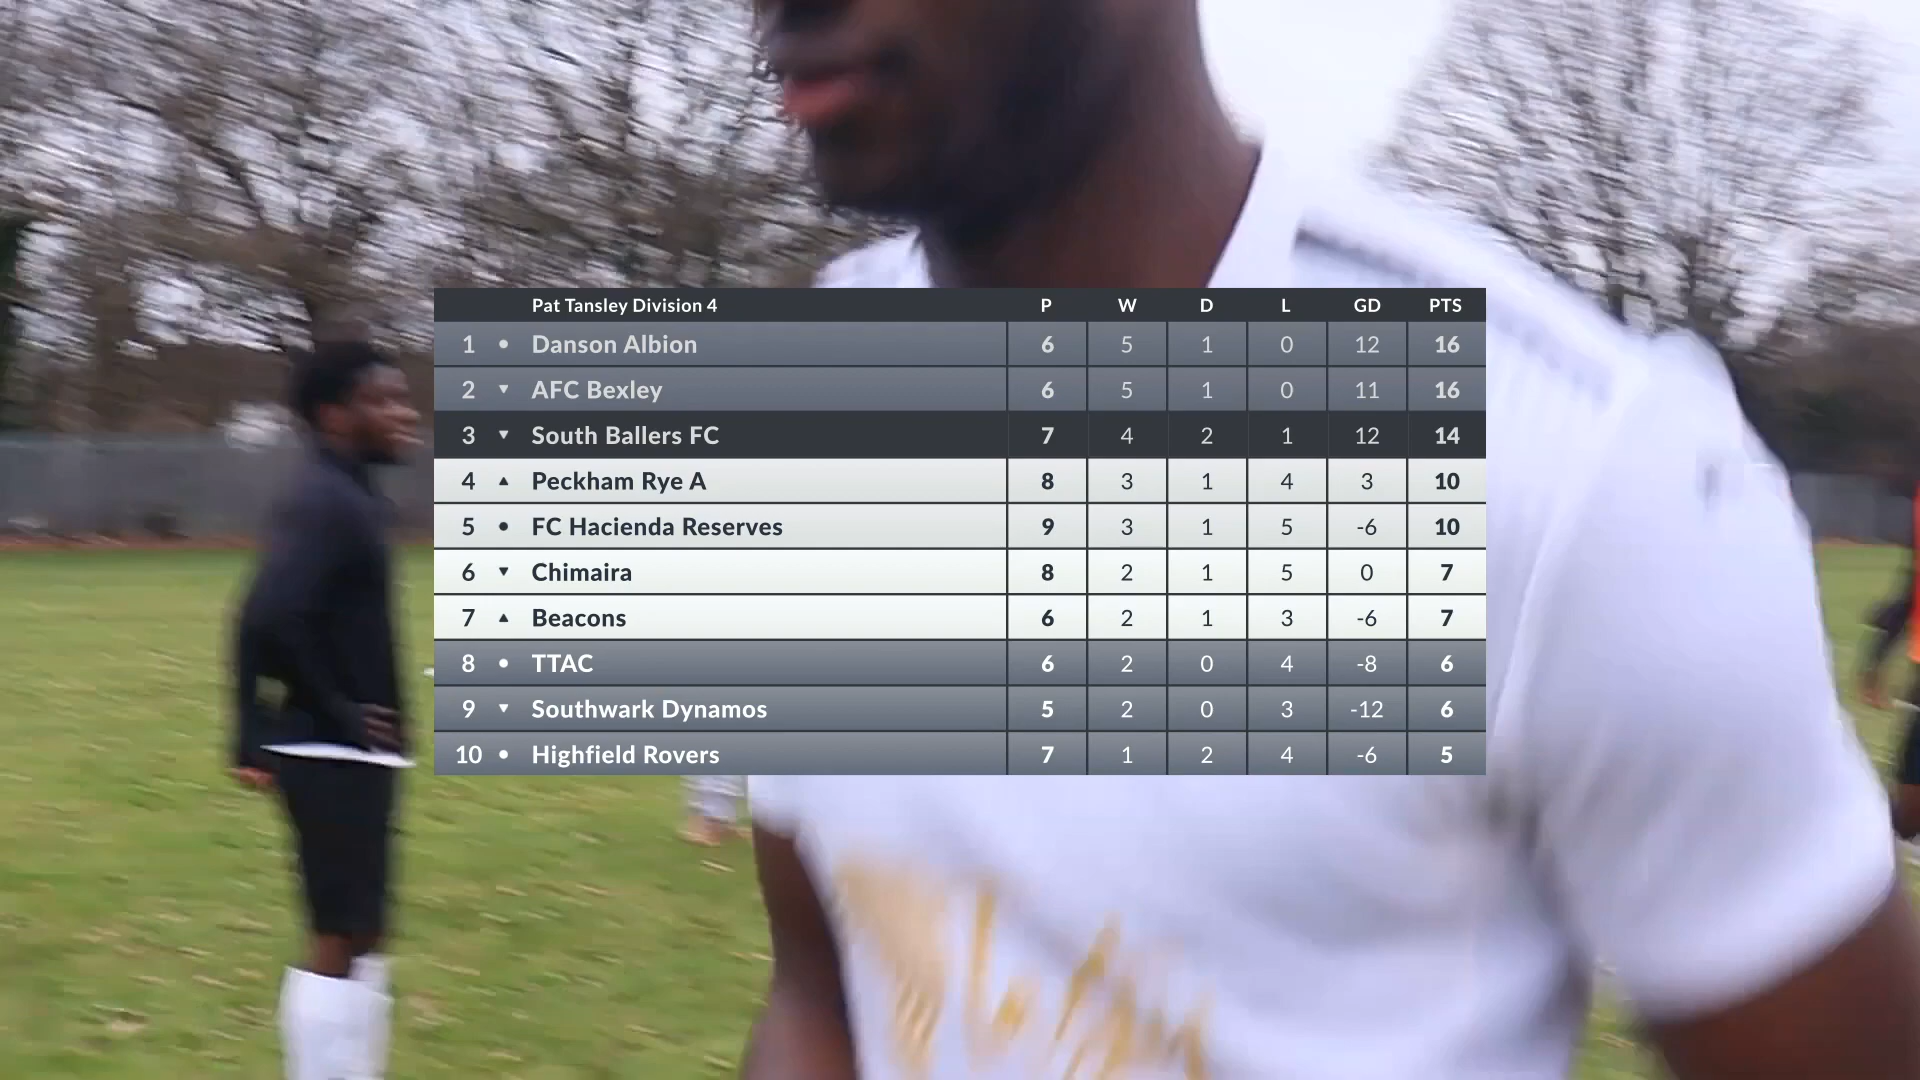 Pat Tansley Division 4 P W D L GD PTS
1 • Danson Albion 6 5 1 0 12 16
2 ▼ AFC Bexley 6 5 1 0 11 16
3 ▼ South Ballers FC 7 4 2 1 12 14
4 ▲ Peckham Rye A 8 3 1 4 3 10
5 • FC Hacienda Reserves 9 3 1 5 -6 10
6 ▼ Chimaira 8 2 1 5 0 7
7 ▲ Beacons 6 2 1 3 -6 7
8 • TTAC 6 2 0 4 -8 6
9 ▼ Southwark Dynamos 5 2 0 3 -12 6
10 • Highfield Rovers 7 1 2 4 -6 5